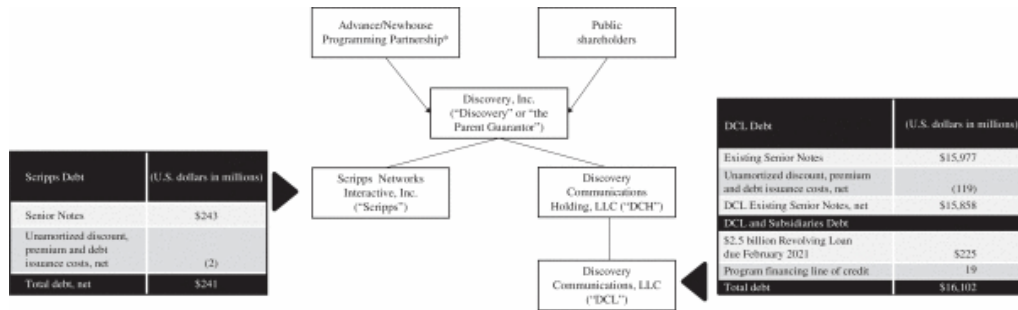 Advance/Newhouse
Programming Partnership*
Public
shareholders
Discovery, Inc.
("Discovery" or "the
Parent Guarantor")
Scripps Networks
Interactive, Inc.
("Scripps")
Discovery
Communications
Holding, LLC ("DCH")
Discovery
Communications, LLC
("DCL")
Scripps Debt (U.S. dollars in millions)
Senior Notes $243
Unamortized discount,
premium and debt
issuance costs, net (2)
Total debt, net $241
DCL Debt (U.S. dollars in millions)
Existing Senior Notes $15,977
Unamortized discount, premium
and debt issuance costs, net (119)
DCL Existing Senior Notes, net $15,858
DCL and Subsidiaries Debt
$2.5 billion Revolving Loan
due February 2021 $225
Program financing line of credit 19
Total debt $16,102